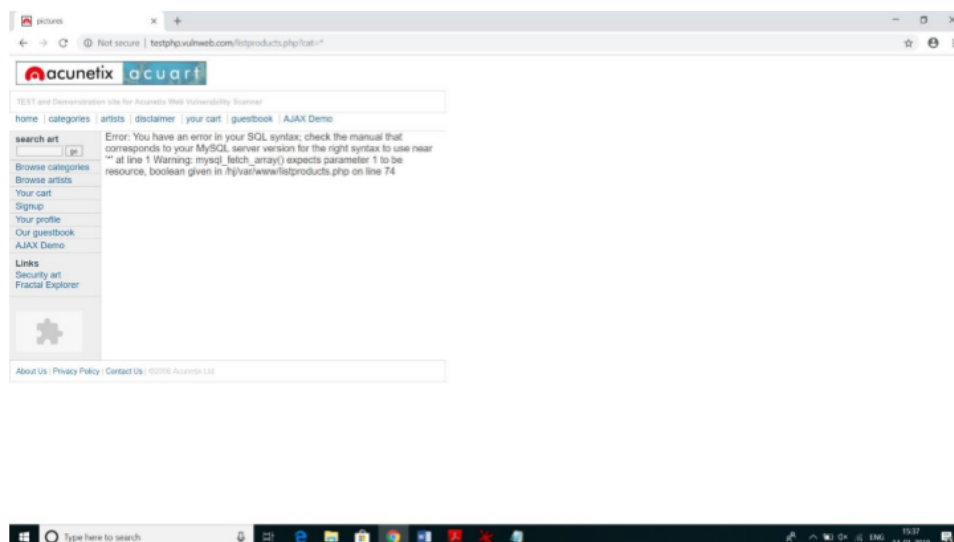 pictures
Not secure | testphp.vulnweb.com/listproducts.php?cat=*
acunetix acuart
TEST and Demonstration site for Acunetix Web Vulnerability Scanner
home | categories | artists | disclaimer | your cart | guestbook | AJAX Demo
search art
go
Browse categories
Browse artists
Your cart
Signup
Your profile
Our guestbook
AJAX Demo
Links
Security art
Fractal Explorer
Error: You have an error in your SQL syntax; check the manual that
corresponds to your MySQL server version for the right syntax to use near
'*' at line 1 Warning: mysql_fetch_array() expects parameter 1 to be
resource, boolean given in /hj/var/www/listproducts.php on line 74
About Us | Privacy Policy | Contact Us | ©2006 Acunetix Ltd
Type here to search
ENG
15:37